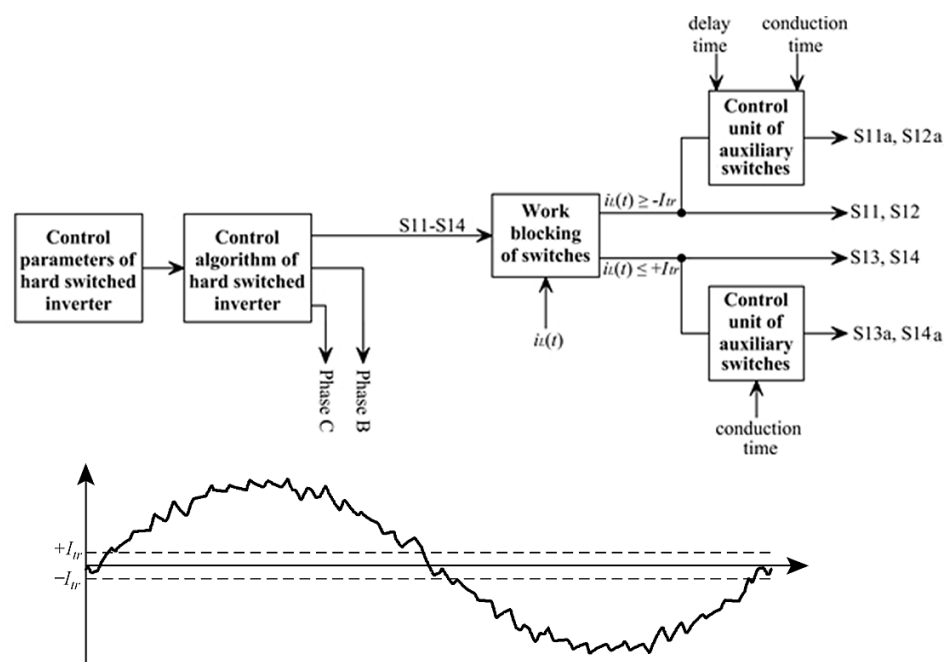 delay
time
conduction
time
Control
unit of
auxiliary
switches
S11a, S12a
Control
parameters of
hard switched
inverter
Control
algorithm of
hard switched
inverter
S11-S14
Work
blocking
of switches
iL(t) ≥ -Itr
S11, S12
iL(t) ≤ +Itr
S13, S14
iL(t)
Control
unit of
auxiliary
switches
S13a, S14a
conduction
time
Phase C
Phase B
+Itr
−Itr